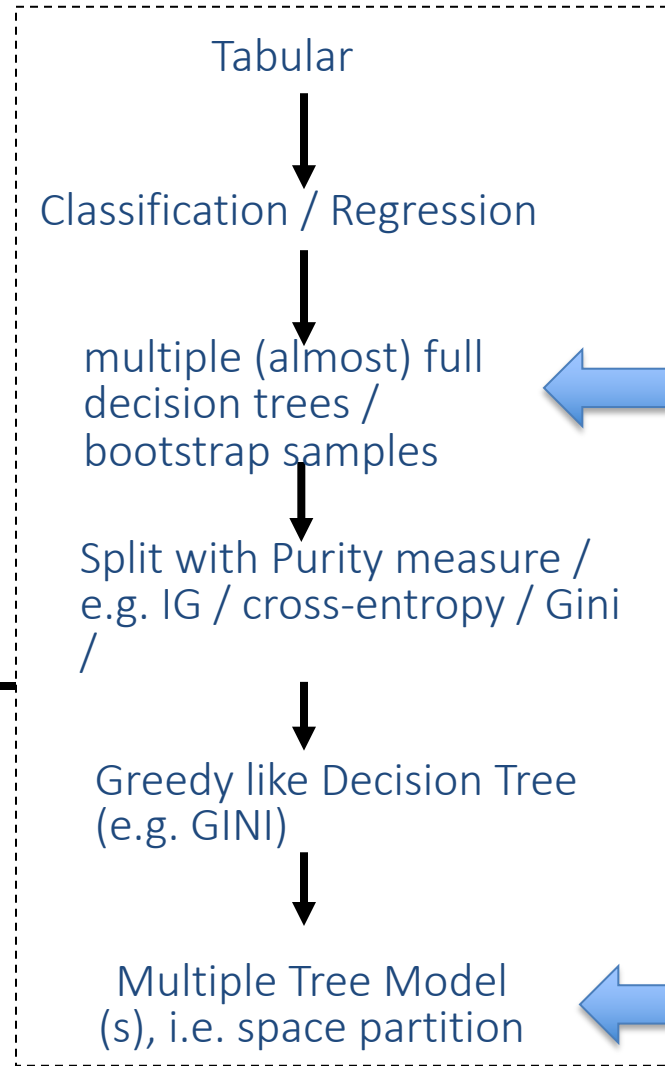 Tabular
Classification / Regression
multiple (almost) full
decision trees /
bootstrap samples
Split with Purity measure /
e.g. IG / cross-entropy / Gini
/
Greedy like Decision Tree
(e.g. GINI)
Multiple Tree Model
(s), i.e. space partition